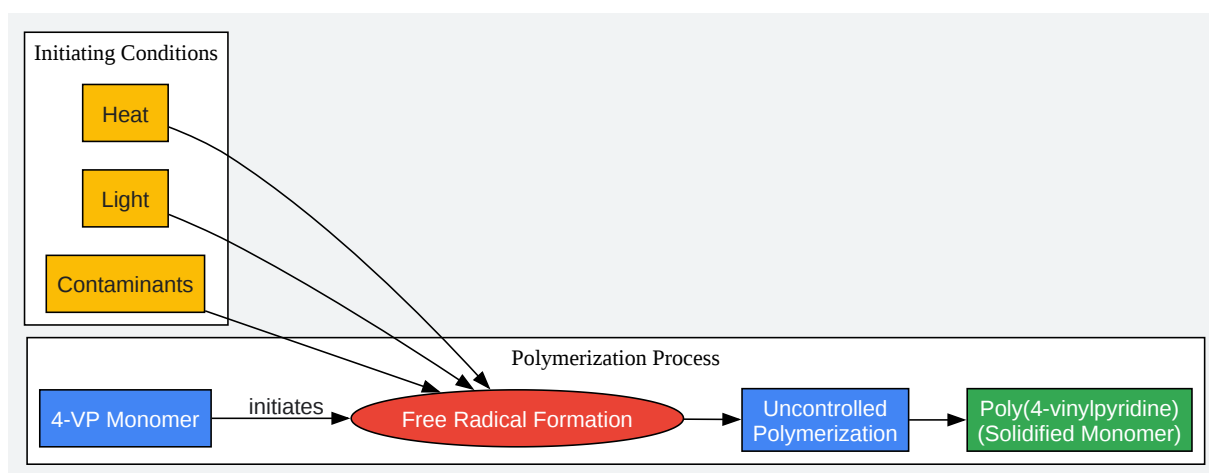 Initiating Conditions
Heat
Light
Contaminants
Polymerization Process
4-VP Monomer
initiates
Free Radical Formation
Uncontrolled
Polymerization
Poly(4-vinylpyridine)
(Solidified Monomer)